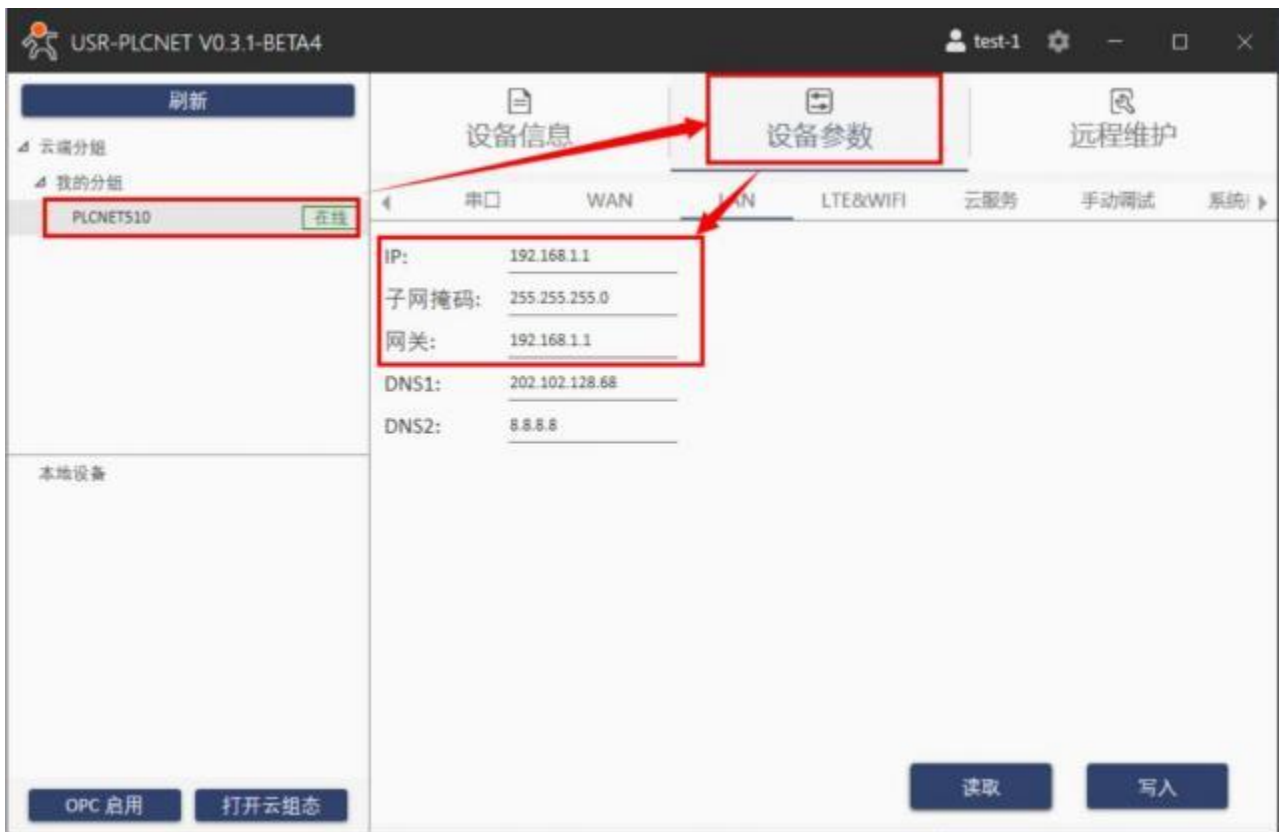 USR-PLCNET V0.3.1-BETA4
test-1
刷新
云端分组
我的分组
PLCNET510
在线
设备信息
设备参数
远程维护
串口
WAN
LAN
LTE&WIFI
云服务
手动调试
系统
IP: 192.168.1.1
子网掩码: 255.255.255.0
网关: 192.168.1.1
DNS1: 202.102.128.68
DNS2: 8.8.8.8
本地设备
OPC 启用
打开云组态
读取
写入